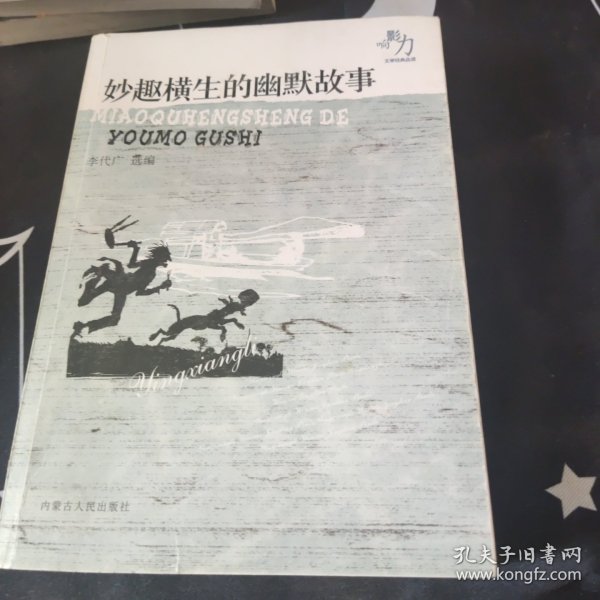 影
响 力
文学经典品读
妙趣横生的幽默故事
MIAOQUHENGSHENG DE
YOUMO GUSHI
李代广 选编
Yingxiangli
内蒙古人民出版社
孔夫子旧书网
www.kongfz.com